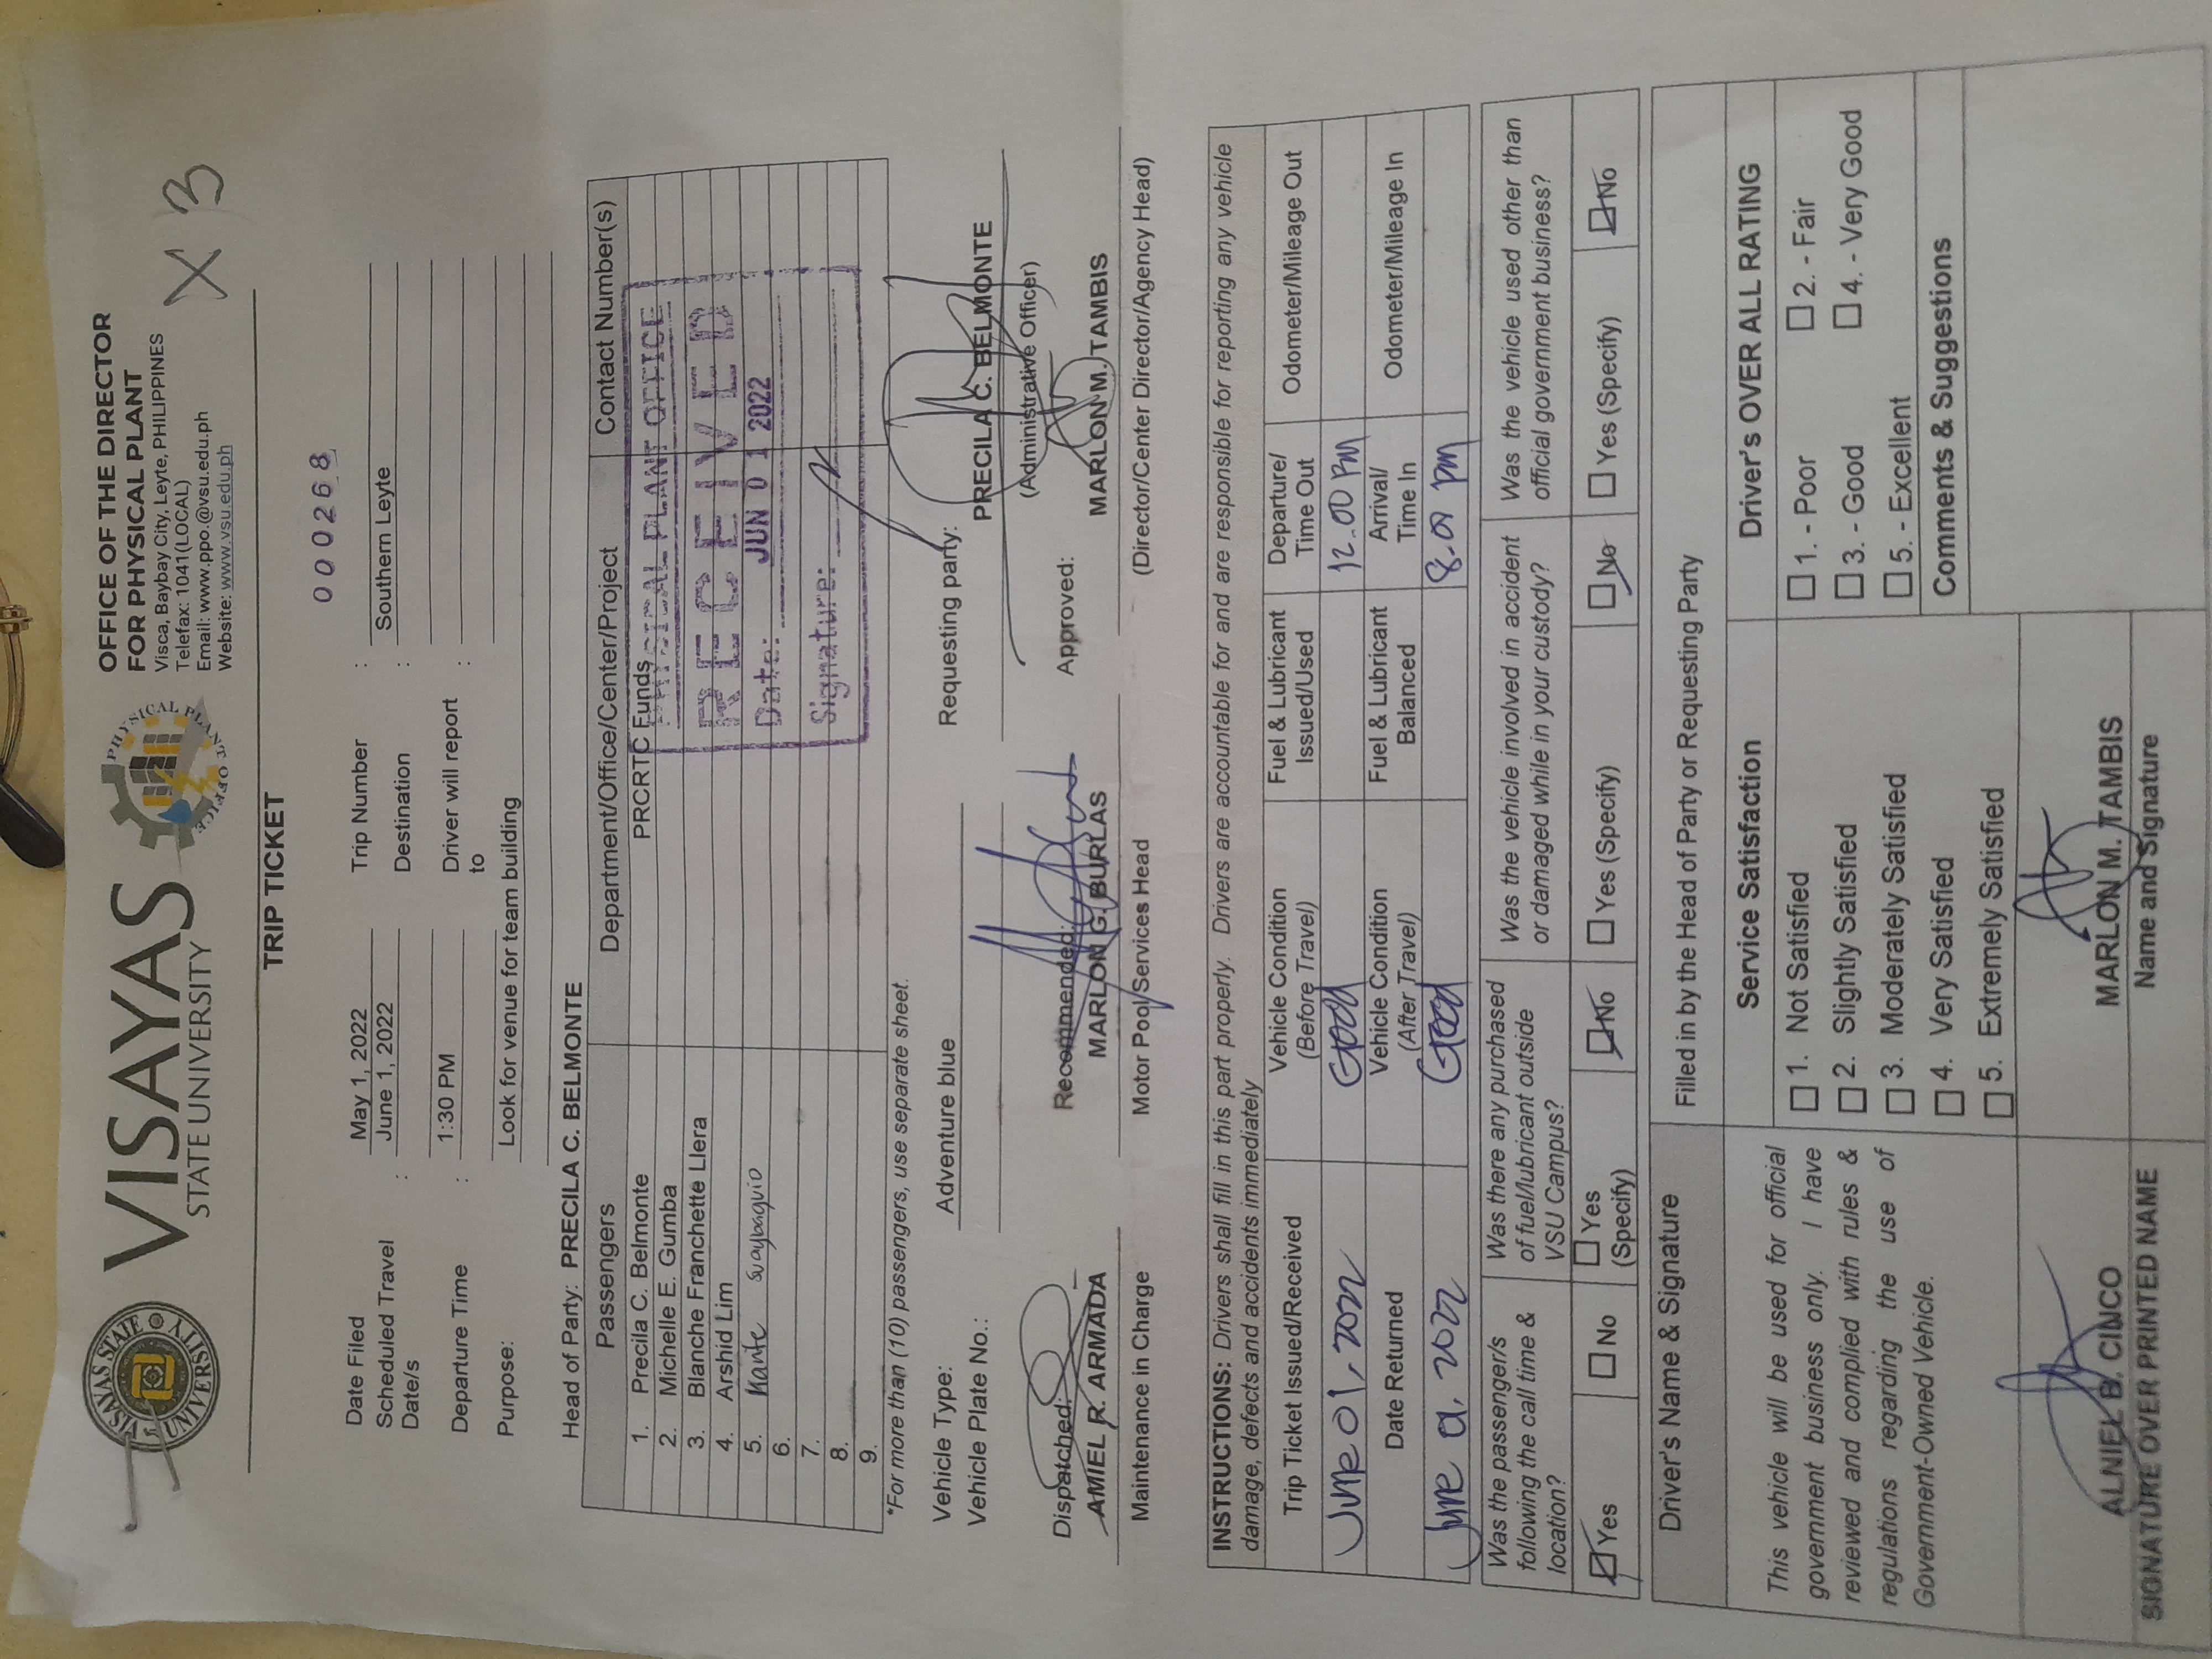 VISAYAS
STATE UNIVERSITY
VISAYAS STATE UNIVERSITY
PHYSICAL PLANT OFFICE
OFFICE OF THE DIRECTOR
FOR PHYSICAL PLANT
Visca, Baybay City, Leyte, PHILIPPINES
Telefax: 1041(LOCAL)
Email: www.ppo.@vsu.edu.ph
Website: www.vsu.edu.ph
X 3
TRIP TICKET
000268
Date Filed May 1, 2022 Trip Number :
Scheduled Travel Date/s : June 1, 2022 Destination : Southern Leyte
Departure Time : 1:30 PM Driver will report to :
Purpose: Look for venue for team building
Head of Party: PRECILA C. BELMONTE
Passengers Department/Office/Center/Project Contact Number(s)
1. Precila C. Belmonte PRCRTC Funds
2. Michelle E. Gumba
3. Blanche Franchette Llera
4. Arshid Lim
5. Kante
6.
7.
8.
9.
PHYSICAL PLANT OFFICE
RECEIVED
Date: JUN 01 2022
Signature:
*For more than (10) passengers, use separate sheet.
Vehicle Type: Adventure blue Requesting party:
Vehicle Plate No.:
PRECILA C. BELMONTE
(Administrative Officer)
Dispatched: Recommended: Approved:
AMIEL R. ARMADA MARLON G. BURLAS MARLON M. TAMBIS
Maintenance in Charge Motor Pool Services Head (Director/Center Director/Agency Head)
INSTRUCTIONS: Drivers shall fill in this part properly. Drivers are accountable for and are responsible for reporting any vehicle
damage, defects and accidents immediately
Trip Ticket Issued/Received Vehicle Condition (Before Travel) Fuel & Lubricant Issued/Used Departure/ Time Out Odometer/Mileage Out
June 01, 2022 Good 12.00 PM
Date Returned Vehicle Condition (After Travel) Fuel & Lubricant Balanced Arrival/ Time In Odometer/Mileage In
June 01, 2022 Good 8.00 PM
Was the passenger/s following the call time & location? Was there any purchased of fuel/lubricant outside VSU Campus? Was the vehicle involved in accident or damaged while in your custody? Was the vehicle used other than official government business?
Yes No Yes (Specify) No Yes (Specify) No Yes (Specify) No
Driver's Name & Signature Filled in by the Head of Party or Requesting Party
Service Satisfaction Driver's OVER ALL RATING
This vehicle will be used for official
government business only. I have
reviewed and complied with rules &
regulations regarding the use of
Government-Owned Vehicle.
1. Not Satisfied
2. Slightly Satisfied
3. Moderately Satisfied
4. Very Satisfied
5. Extremely Satisfied
1. - Poor 2. - Fair
3. - Good 4. - Very Good
5. - Excellent
Comments & Suggestions
ALNIEL B. CINCO MARLON M. TAMBIS
SIGNATURE OVER PRINTED NAME Name and Signature